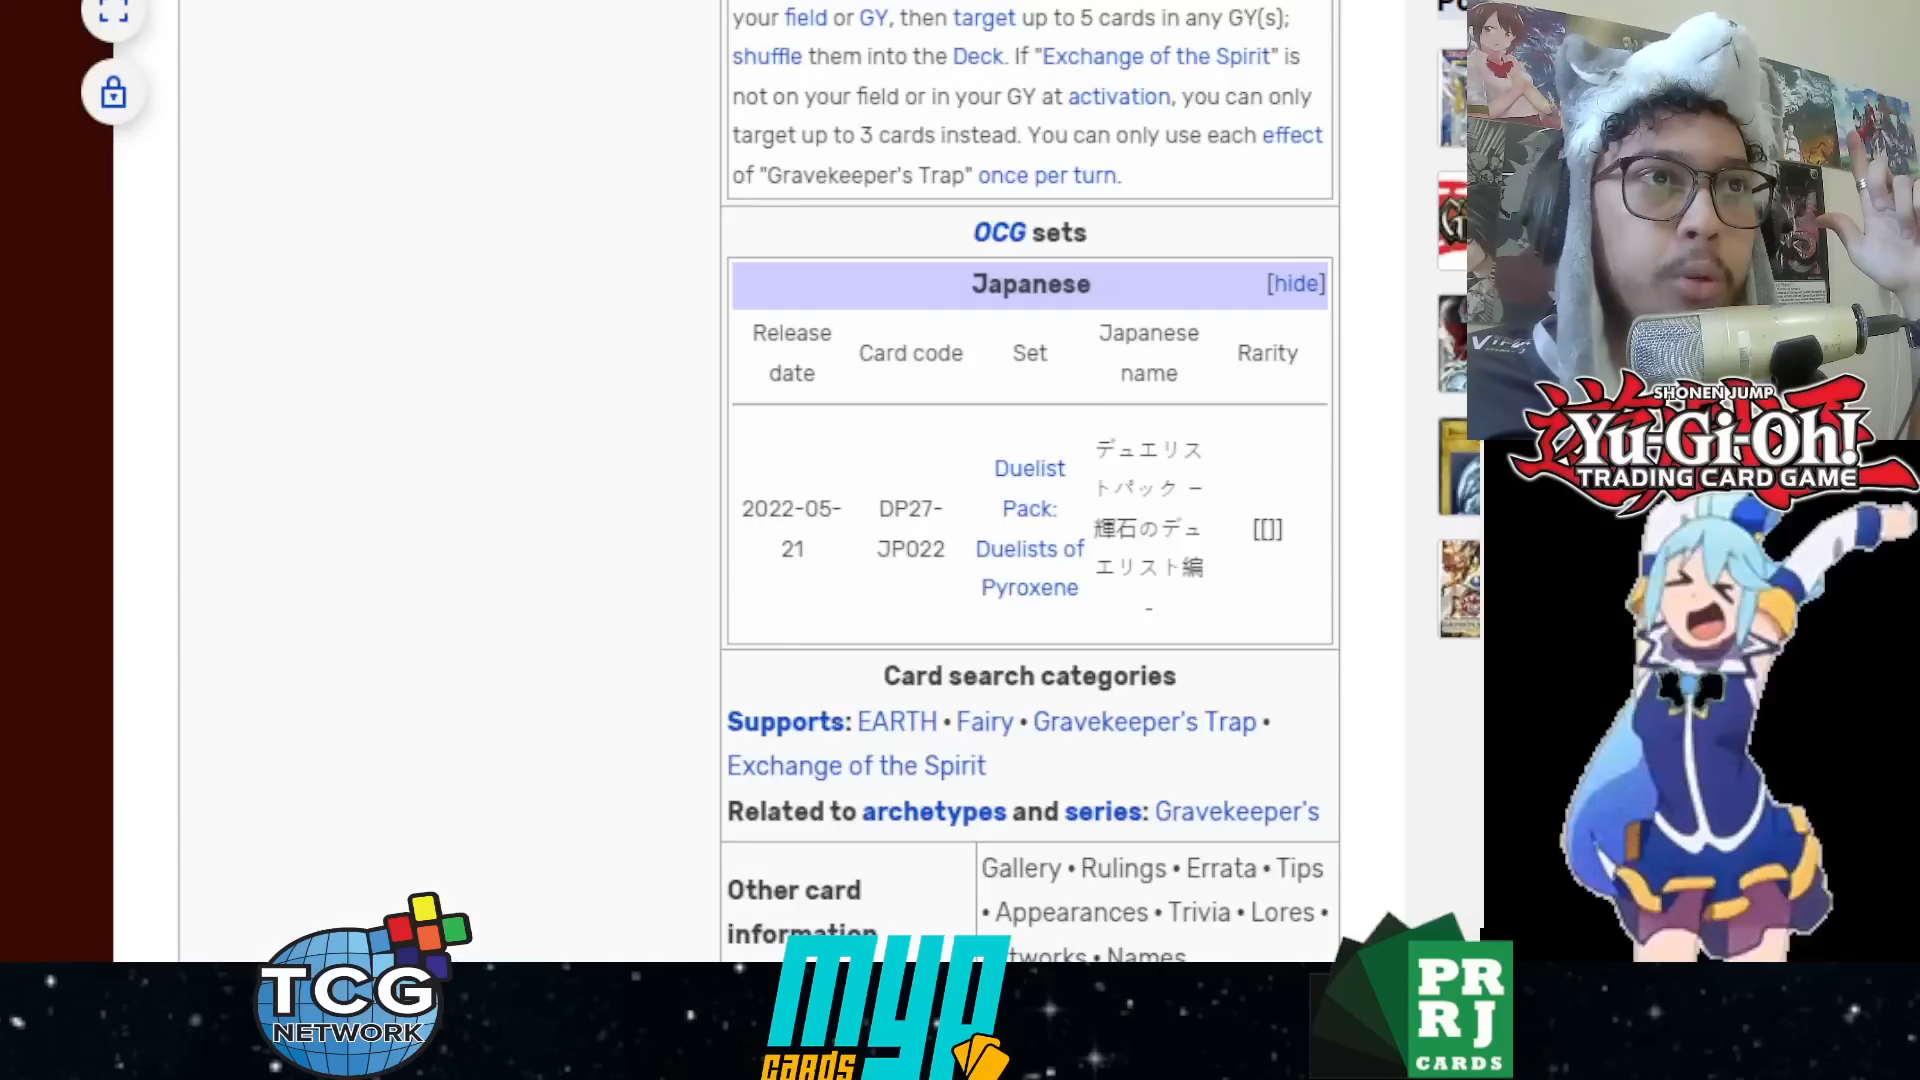 your field or GY, then target up to 5 cards in any GY(s);
shuffle them into the Deck. If "Exchange of the Spirit" is
not on your field or in your GY at activation, you can only
target up to 3 cards instead. You can only use each effect
of "Gravekeeper's Trap" once per turn.
OCG sets
Japanese [hide]
Release date
Card code
Set
Japanese name
Rarity
2022-05-
21
DP27-
JP022
Duelist
Pack:
Duelists of
Pyroxene
デュエリス
トパック −
輝石のデュ
エリスト編
-
[[]]
Card search categories
Supports: EARTH • Fairy • Gravekeeper's Trap •
Exchange of the Spirit
Related to archetypes and series: Gravekeeper's
Other card
information
Gallery • Rulings • Errata • Tips
• Appearances • Trivia • Lores •
tworks • Names
SHONEN JUMP
Yu-Gi-Oh!
TRADING CARD GAME
TCG
NETWORK
myp
cards
PR
RJ
CARDS